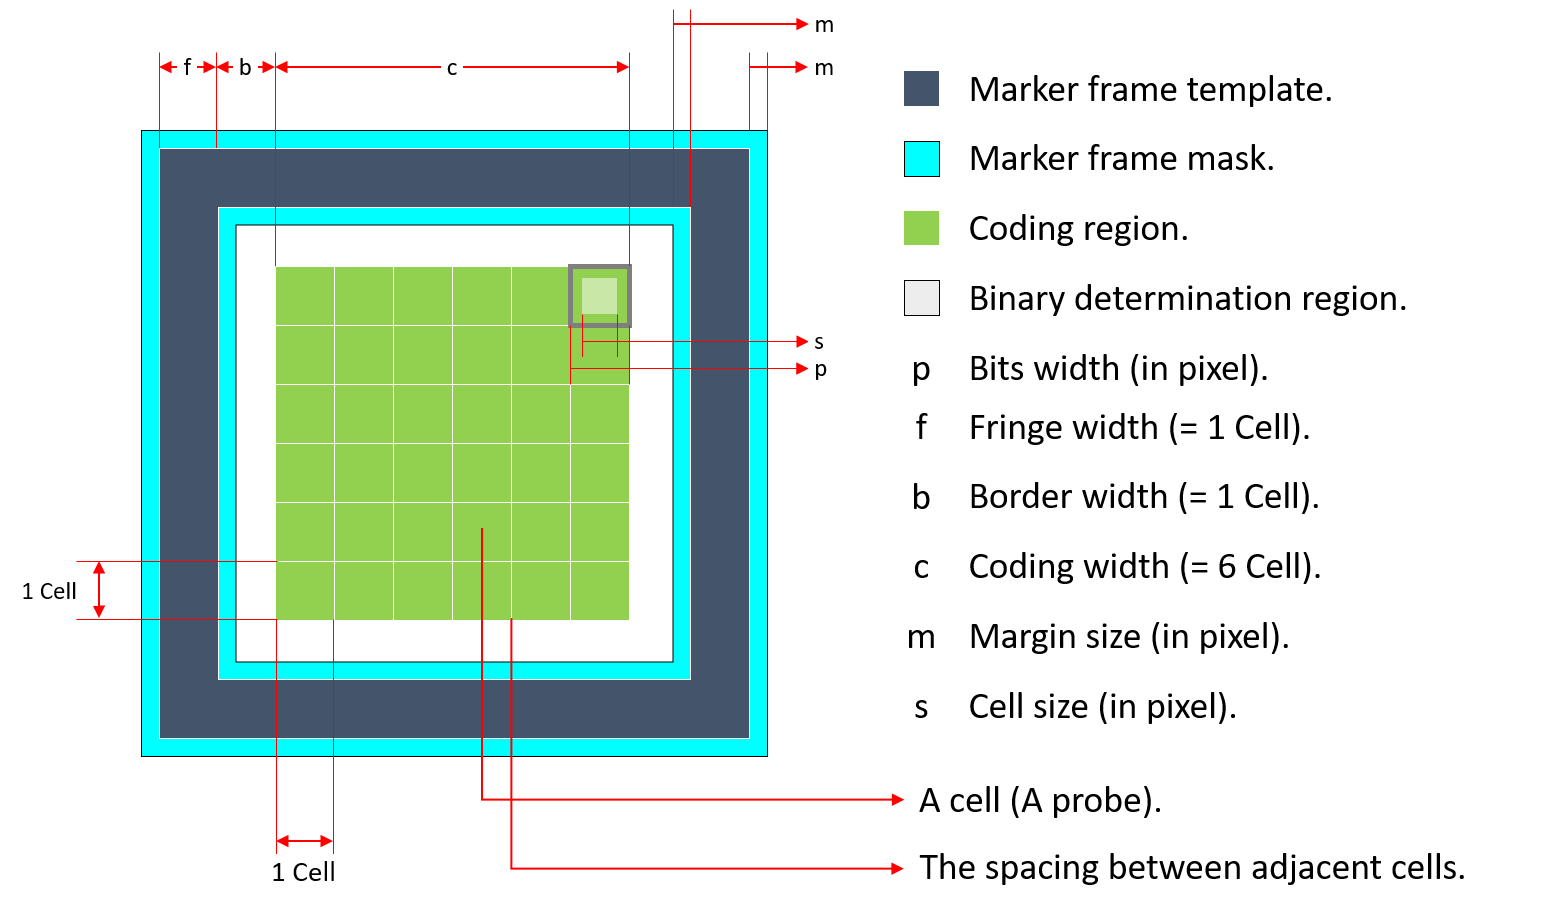 m
f
b
c
m
s
p
1 Cell
1 Cell
Marker frame template.
Marker frame mask.
Coding region.
Binary determination region.
p Bits width (in pixel).
f Fringe width (= 1 Cell).
b Border width (= 1 Cell).
c Coding width (= 6 Cell).
m Margin size (in pixel).
s Cell size (in pixel).
A cell (A probe).
The spacing between adjacent cells.